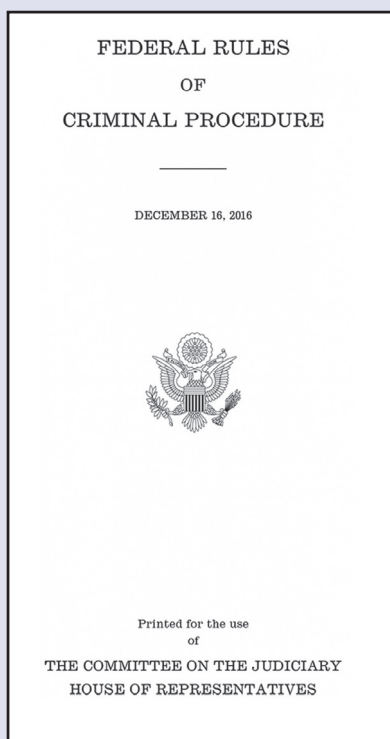 FEDERAL RULES
OF
CRIMINAL PROCEDURE
DECEMBER 16, 2016
Printed for the use
of
THE COMMITTEE ON THE JUDICIARY
HOUSE OF REPRESENTATIVES